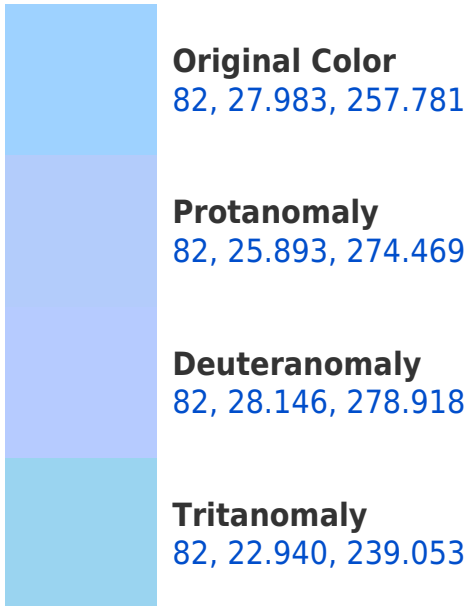 Original Color
82, 27.983, 257.781
Protanomaly
82, 25.893, 274.469
Deuteranomaly
82, 28.146, 278.918
Tritanomaly
82, 22.940, 239.053